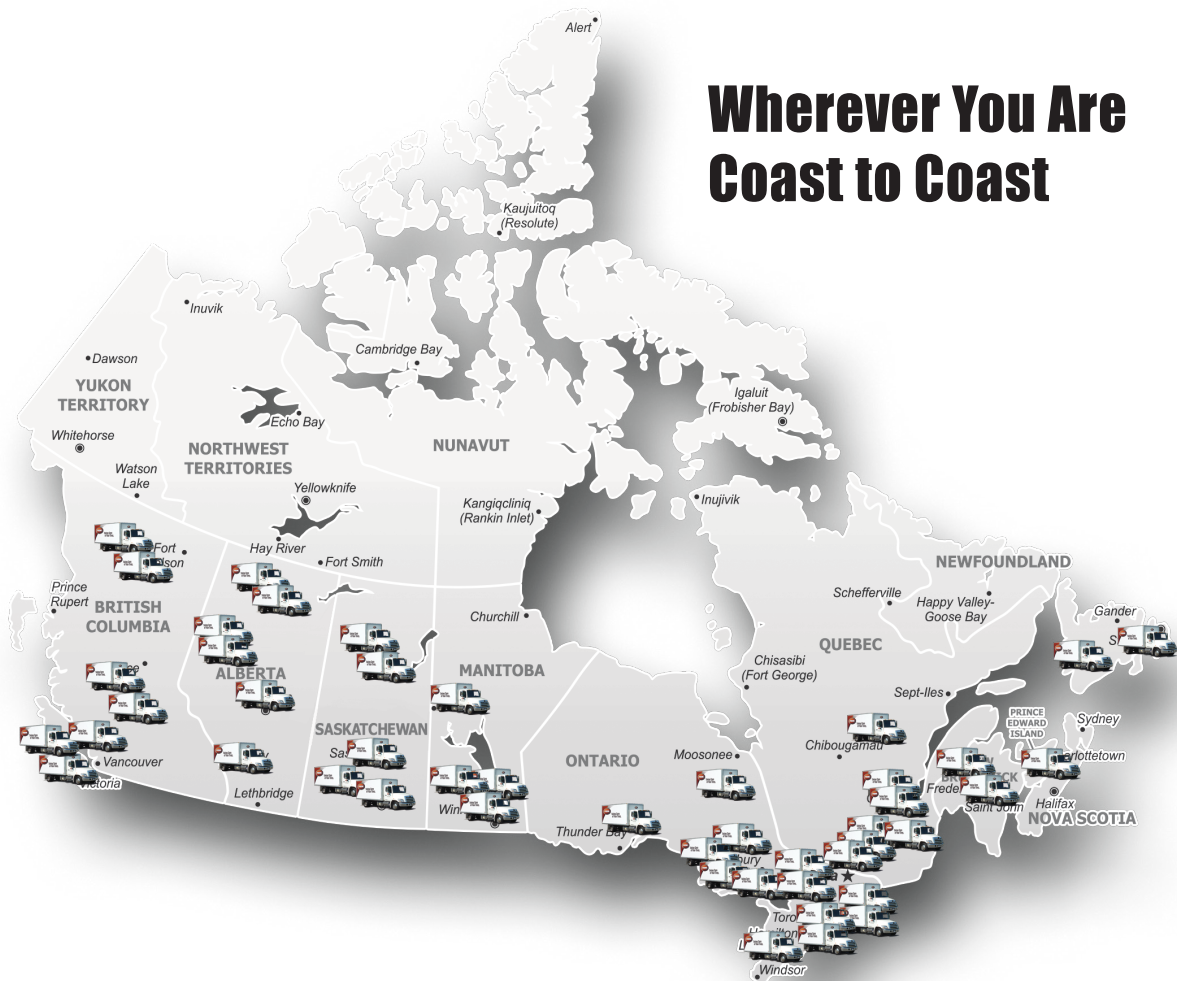 Wherever You Are
Coast to Coast
Alert
Kaujuitoq
(Resolute)
Inuvik
Dawson
Cambridge Bay
YUKON
TERRITORY
Igaluit
(Frobisher Bay)
Echo Bay
Whitehorse
NORTHWEST
TERRITORIES
NUNAVUT
Watson
Lake
Yellowknife
Kangiqcliniq
(Rankin Inlet)
Inujivik
Fort
Hay River
Fort Smith
NEWFOUNDLAND
Prince
Rupert
Schefferville
Happy Valley-
Goose Bay
BRITISH
COLUMBIA
Churchill
Gander
QUEBEC
ALBERTA
MANITOBA
Chisasibi
(Fort George)
Sept-Iles
PRINCE
EDWARD
ISLAND
Sydney
SASKATCHEWAN
Chibougamau
Moosonee
ONTARIO
Vancouver
Lethbridge
Saint John
Halifax
NOVA SCOTIA
Thunder Bay
Windsor